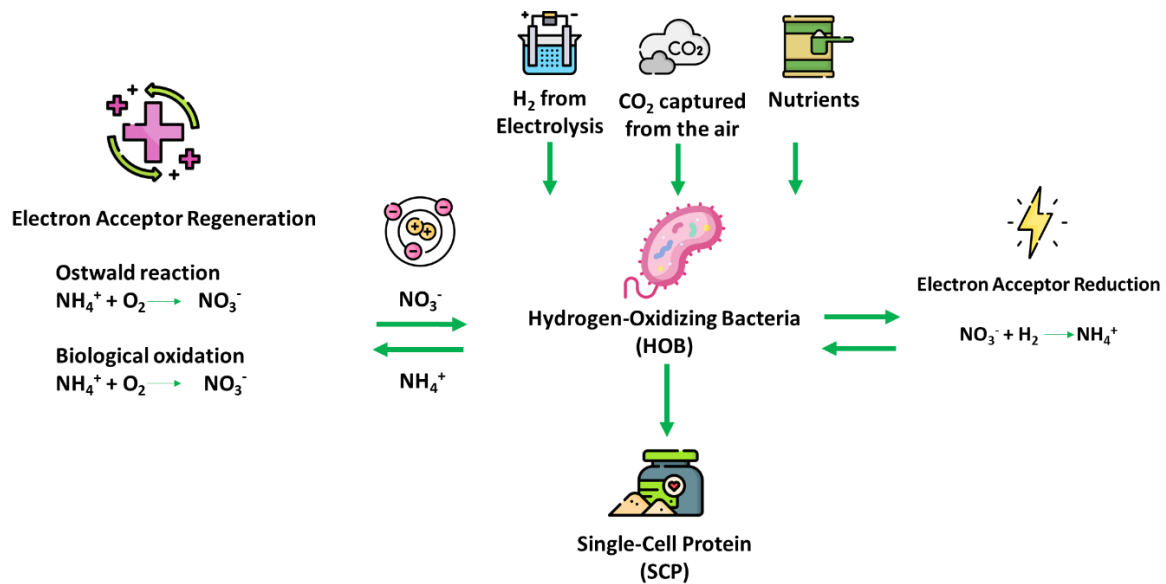 H₂ from
Electrolysis
CO₂
CO₂ captured
from the air
Nutrients
Electron Acceptor Regeneration
Ostwald reaction
NH₄⁺ + O₂ → NO₃⁻
Biological oxidation
NH₄⁺ + O₂ → NO₃⁻
NO₃⁻
NH₄⁺
Hydrogen-Oxidizing Bacteria
(HOB)
Electron Acceptor Reduction
NO₃⁻ + H₂ → NH₄⁺
Single-Cell Protein
(SCP)